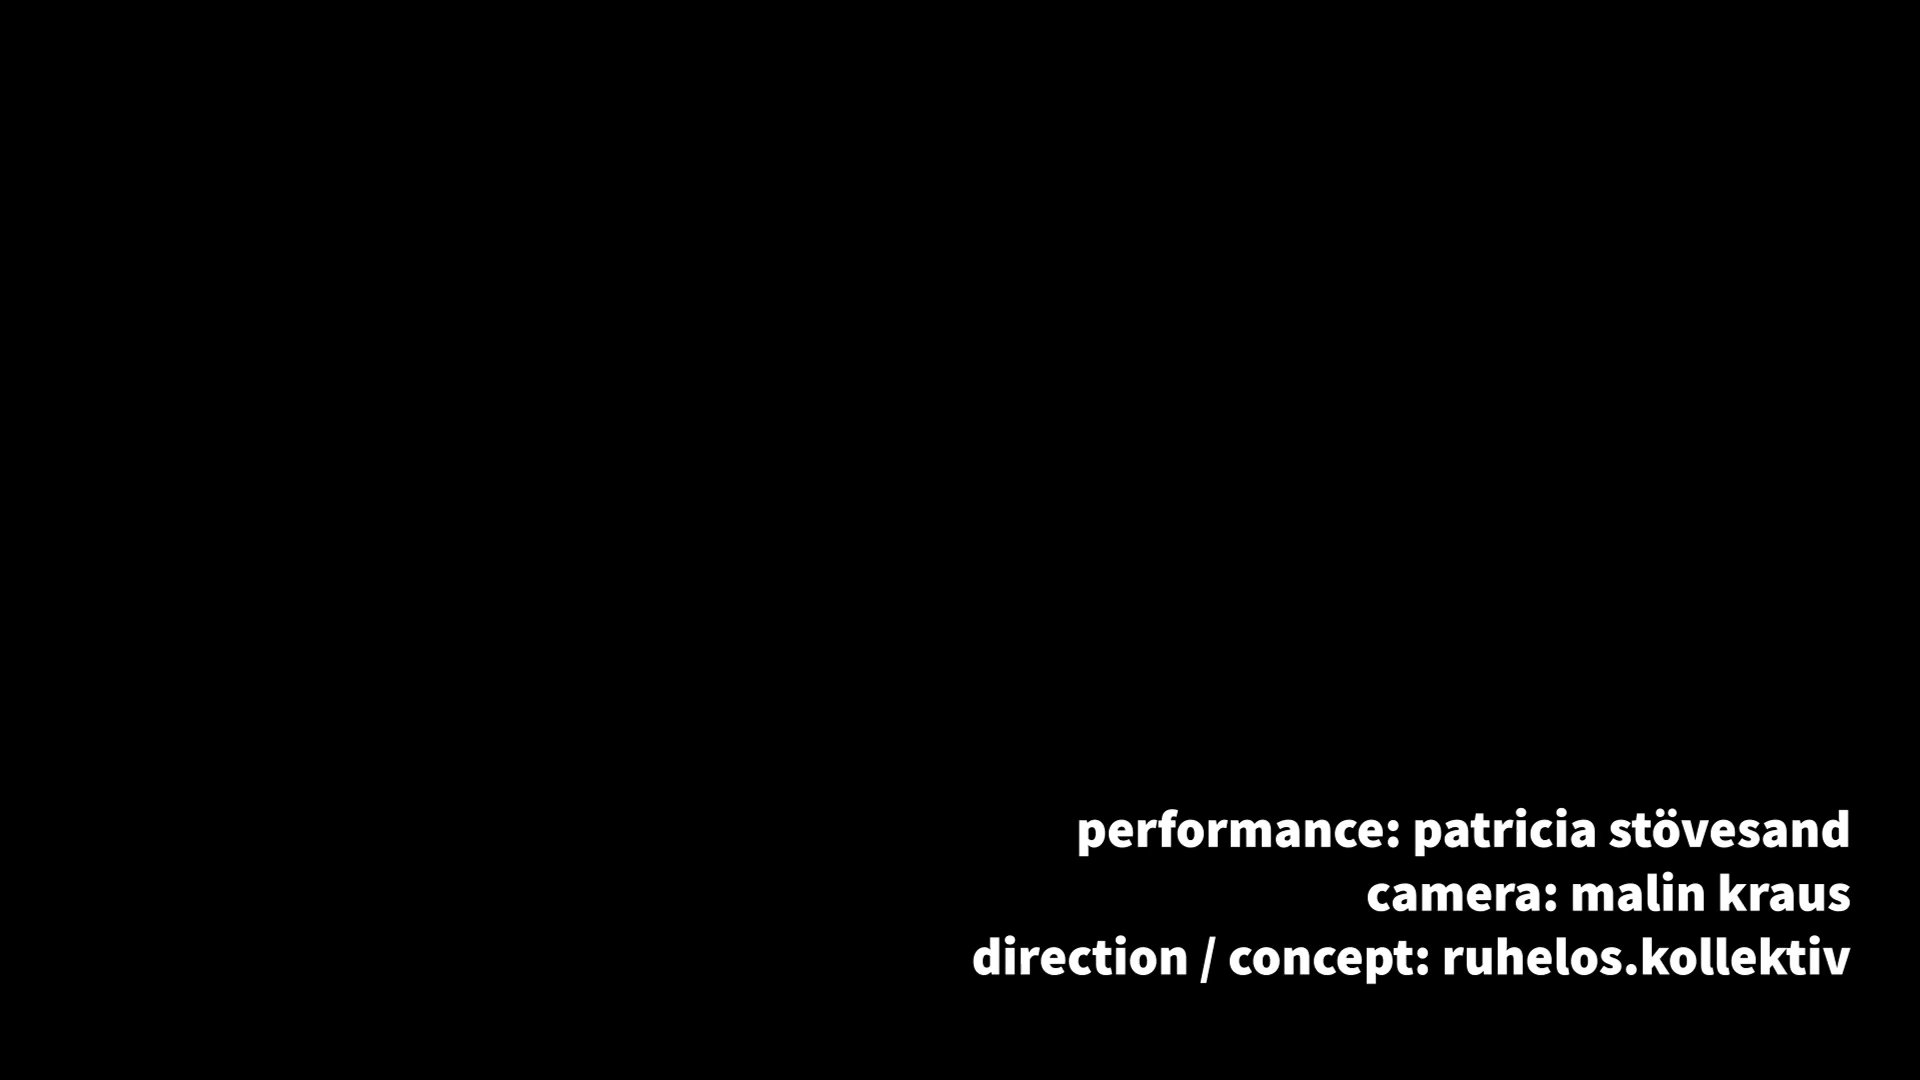 performance: patricia stövesand
camera: malin kraus
direction / concept: ruhelos.kollektiv